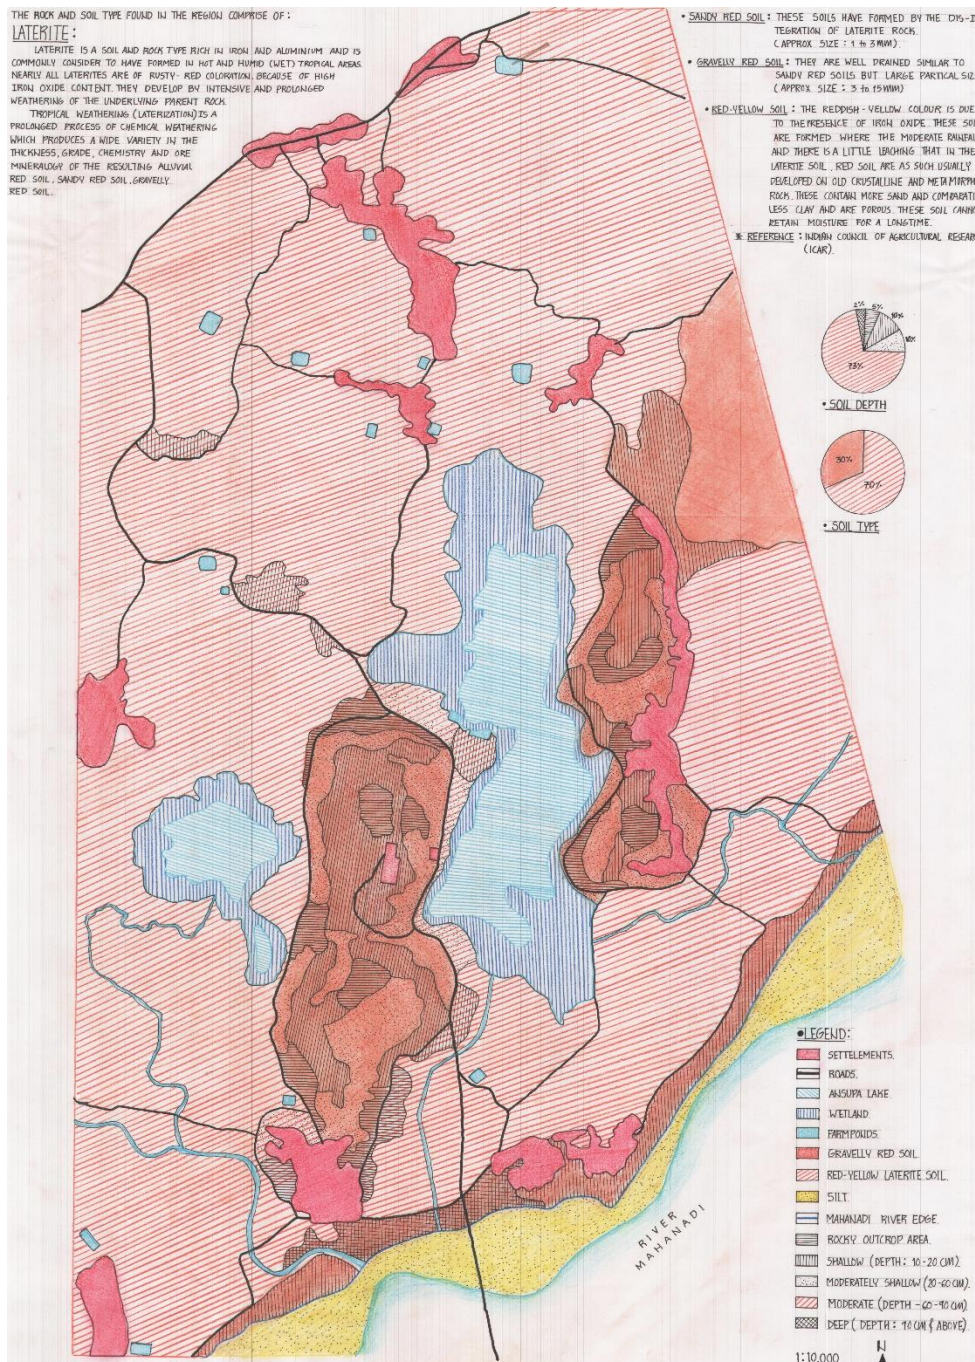 THE ROCK AND SOIL TYPE FOUND IN THE REGION COMPRISE OF :
LATERITE :
LATERITE IS A SOIL AND ROCK TYPE RICH IN IRON AND ALUMINIUM AND IS
COMMONLY CONSIDER TO HAVE FORMED IN HOT AND HUMID (WET) TROPICAL AREAS.
NEARLY ALL LATERITES ARE OF RUSTY- RED COLORATION, BECAUSE OF HIGH
IRON OXIDE CONTENT. THEY DEVELOP BY INTENSIVE AND PROLONGED
WEATHERING OF THE UNDERLYING PARENT ROCK.
TROPICAL WEATHERING (LATERIZATION) IS A
PROLONGED PROCESS OF CHEMICAL WEATHERING
WHICH PRODUCES A WIDE VARIETY IN THE
THICKNESS, GRADE, CHEMISTRY AND ORE
MINERALOGY OF THE RESULTING ALLUVIAL
RED SOIL, SANDY RED SOIL, GRAVELLY
RED SOIL.
• SANDY RED SOIL : THESE SOILS HAVE FORMED BY THE DIS-I
TEGRATION OF LATERITE ROCK.
(APPROX SIZE : 1 to 3MM).
• GRAVELLY RED SOIL : THEY ARE WELL DRAINED SIMILAR TO
SANDY RED SOILS BUT LARGE PARTICAL SIZ
(APPROX SIZE : 3 to 15MM)
• RED-YELLOW SOIL : THE REDDISH-YELLOW COLOUR IS DUE
TO THE PRESENCE OF IRON OXIDE. THESE SOI
ARE FORMED WHERE THE MODERATE RAINFA
AND THERE IS A LITTLE LEACHING THAT IN THE
LATERITE SOIL. RED SOIL ARE AS SUCH USUALLY
DEVELOPED ON OLD CRUSTALLINE AND METAMORPH
ROCK. THESE CONTAIN MORE SAND AND COMPARATI
LESS CLAY AND ARE POROUS. THESE SOIL CANNO
RETAIN MOISTURE FOR A LONGTIME.
* REFERENCE : INDIAN COUNCIL OF AGRICULTURAL RESEAR
(ICAR).
2%
5%
10%
10%
73%
• SOIL DEPTH
30%
70%
• SOIL TYPE
RIVER
MAHANADI
• LEGEND:
SETTELEMENTS.
ROADS.
ANSUPA LAKE.
WETLAND.
FARMPONDS.
GRAVELLY RED SOIL.
RED-YELLOW LATERITE SOIL.
SILT.
MAHANADI RIVER EDGE.
ROCKY OUTCROP AREA.
SHALLOW (DEPTH: 10-20 CM).
MODERATELY SHALLOW (20-60 CM).
MODERATE (DEPTH - 60-90 CM)
DEEP ( DEPTH : 90 CM & ABOVE).
N
1:10,000